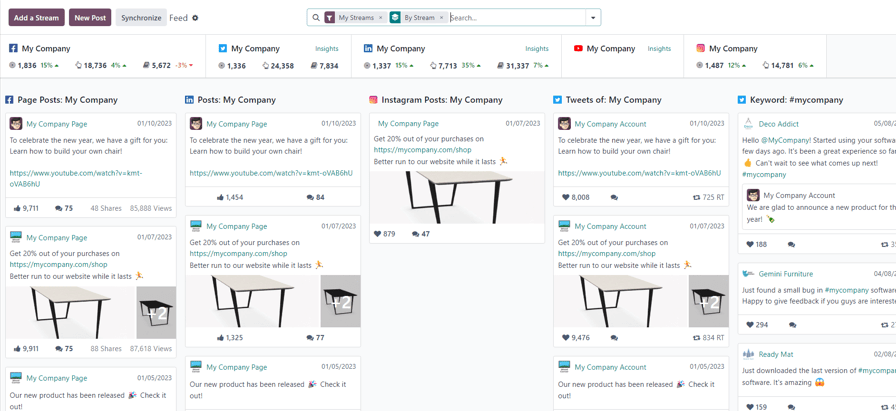 Add a Stream New Post Synchronize Feed My Streams × By Stream × Search...
My Company
1,836 15% 18,736 4% 5,672 -3%
My Company Insights
1,336 24,358 7,834
My Company Insights
1,337 15% 7,713 35% 31,337 7%
My Company Insights
My Company
1,487 12% 14,781 6%
Page Posts: My Company
My Company Page 01/10/2023
To celebrate the new year, we have a gift for you:
Learn how to build your own chair!
https://www.youtube.com/watch?v=kmt-
oVAB6hU
9,711 75 48 Shares 85,888 Views
My Company Page 01/07/2023
Get 20% out of your purchases on
https://mycompany.com/shop
Better run to our website while it lasts 🏃.
+2
9,911 75 88 Shares 87,618 Views
My Company Page 01/05/2023
Our new product has been released 🎉 Check it
out!
Posts: My Company
My Company Page 01/10/2023
To celebrate the new year, we have a gift for you:
Learn how to build your own chair!
https://www.youtube.com/watch?v=kmt-oVAB6hU
1,454 84
My Company Page 01/07/2023
Get 20% out of your purchases on
https://mycompany.com/shop
Better run to our website while it lasts 🏃.
+2
1,325 77
My Company Page 01/05/2023
Our new product has been released 🎉 Check it
out!
Instagram Posts: My Company
My Company Page 01/07/2023
Get 20% of your purchases on
https://mycompany.com/shop
Better run to our website while it lasts 🏃.
879 47
Tweets of: My Company
My Company Account 01/10/2023
To celebrate the new year, we have a gift for you:
Learn how to build your own chair!
https://www.youtube.com/watch?v=kmt-oVAB6hU
8,008 725 RT
My Company Account 01/07/2023
Get 20% out of your purchases on
https://mycompany.com/shop
Better run to our website while it lasts 🏃.
+2
9,476 834 RT
My Company Account 01/05/2023
Our new product has been released 🎉 Check it
out!
Keyword: #mycompany
Deco Addict 05/08/
Hello @MyCompany! Started using your softwa
few days ago. It's been a great experience so fa
🤞 Can't wait to see what comes up next!
#mycompany
My Company Account
We are glad to announce a new product for th
year! 🍾
188
Gemini Furniture 04/08/
Just found a small bug in #mycompany softwar
Happy to give feedback if you guys are intereste
294
Ready Mat 02/08/
Just downloaded the last version of #mycompan
software. It's amazing 😱
159